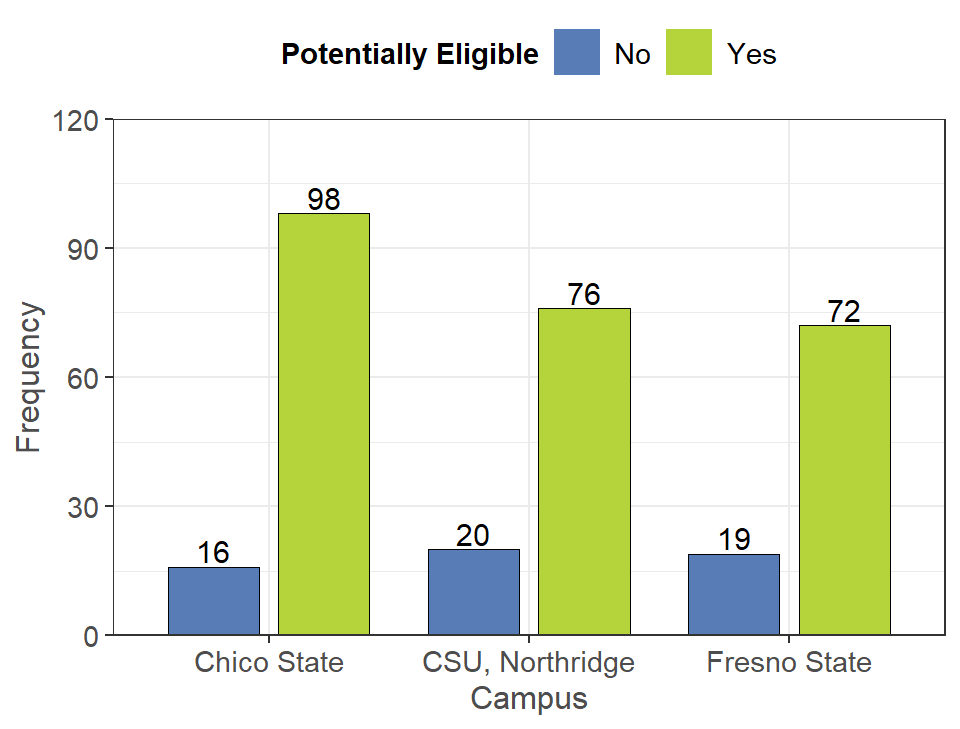 Potentially Eligible No Yes
120
90
60
30
0
Frequency
98
76
72
16
20
19
Chico State CSU, Northridge Fresno State
Campus